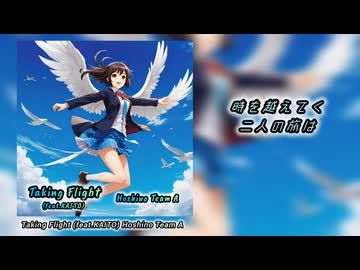 時を越えてく
二人の旅は
Taking Flight
(feat.KAITO)
Hoshino Team A
Taking Flight (feat.KAITO) Hoshino Team A